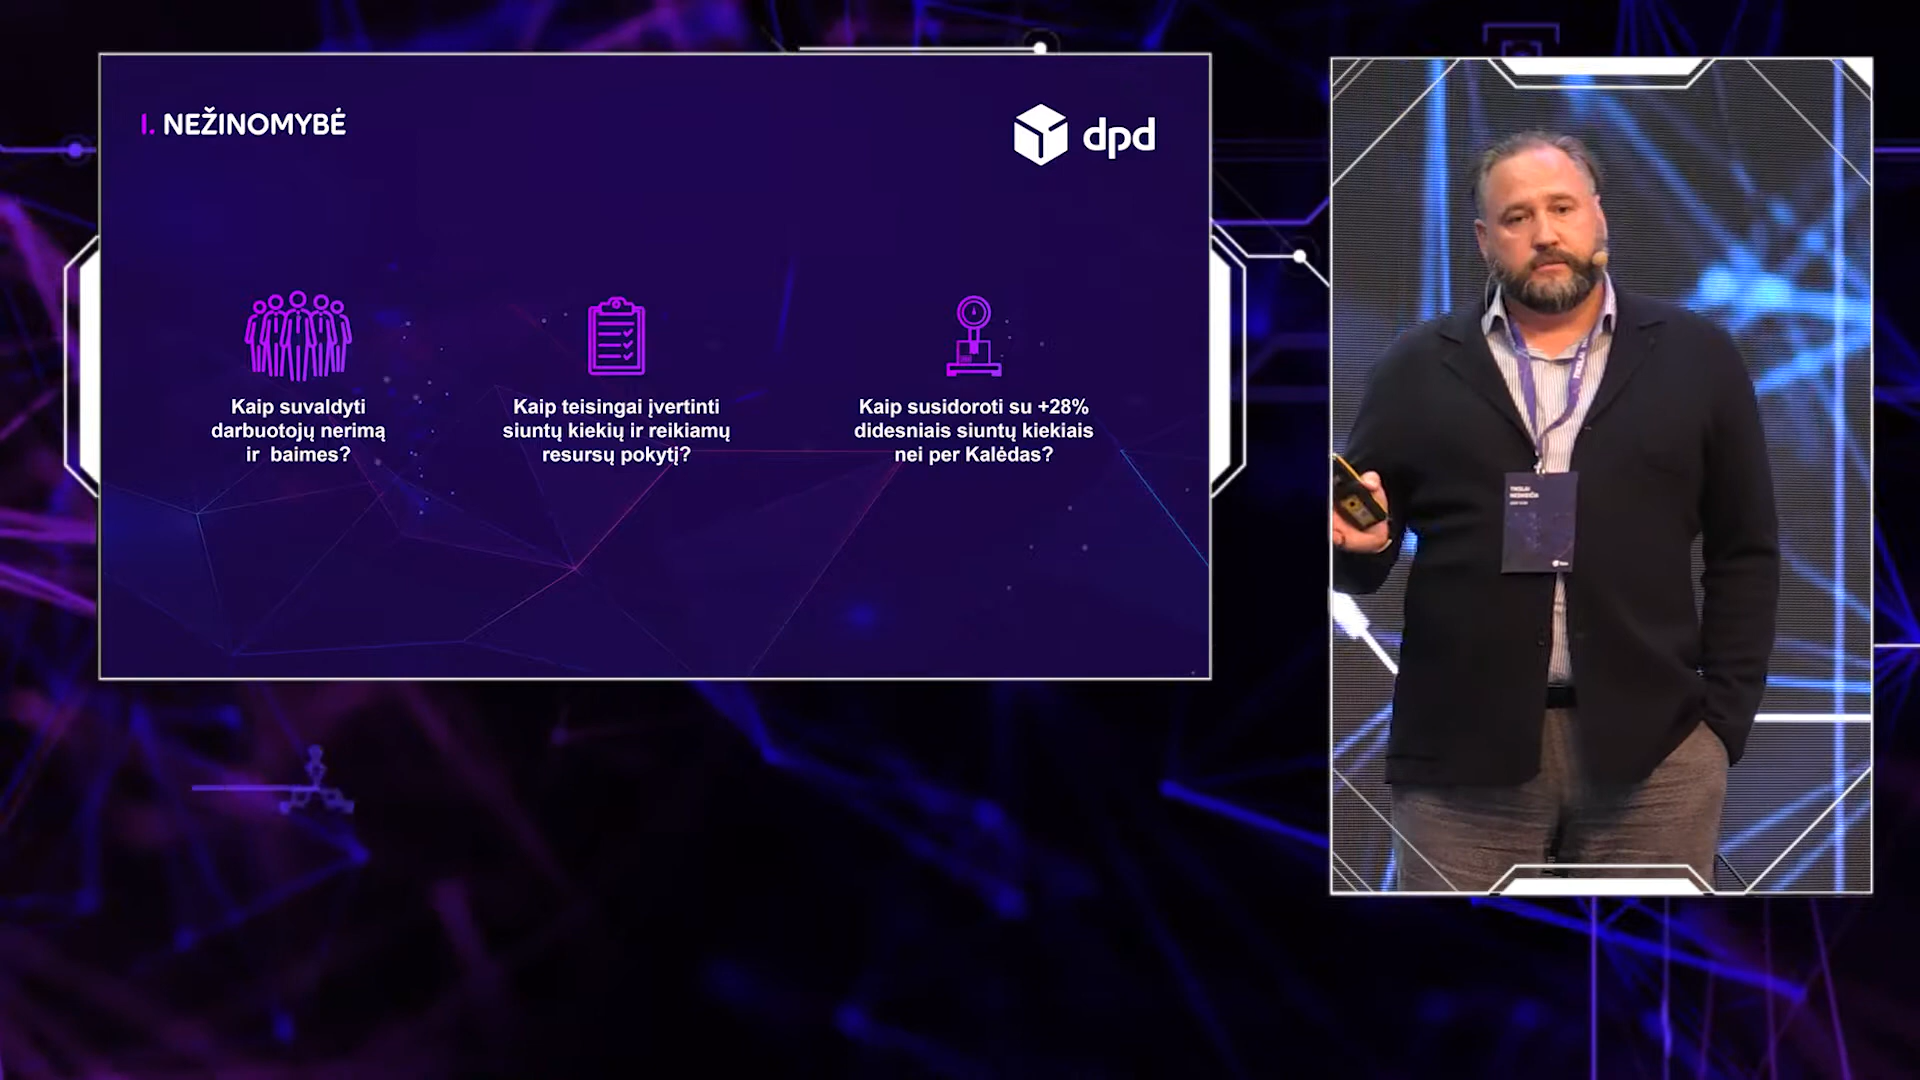 I. NEŽINOMYBĖ
dpd
Kaip suvaldyti
darbuotojų nerimą
ir baimes?
Kaip teisingai įvertinti
siuntų kiekių ir reikiamų
resursų pokytį?
Kaip susidoroti su +28%
didesniais siuntų kiekiais
nei per Kalėdas?